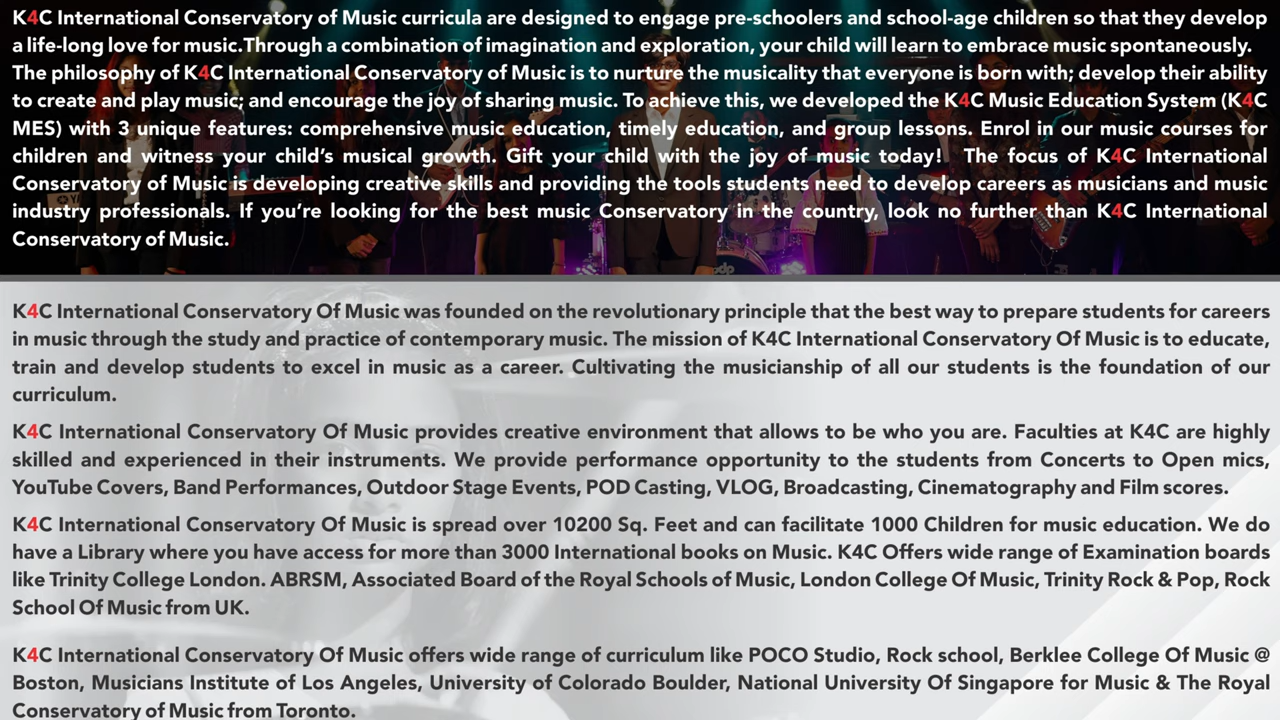 K4C International Conservatory of Music curricula are designed to engage pre-schoolers and school-age children so that they develop
a life-long love for music.Through a combination of imagination and exploration, your child will learn to embrace music spontaneously.
The philosophy of K4C International Conservatory of Music is to nurture the musicality that everyone is born with; develop their ability
to create and play music; and encourage the joy of sharing music. To achieve this, we developed the K4C Music Education System (K4C
MES) with 3 unique features: comprehensive music education, timely education, and group lessons. Enrol in our music courses for
children and witness your child's musical growth. Gift your child with the joy of music today! The focus of K4C International
Conservatory of Music is developing creative skills and providing the tools students need to develop careers as musicians and music
industry professionals. If you're looking for the best music Conservatory in the country, look no further than K4C International
Conservatory of Music.
K4C International Conservatory Of Music was founded on the revolutionary principle that the best way to prepare students for careers
in music through the study and practice of contemporary music. The mission of K4C International Conservatory Of Music is to educate,
train and develop students to excel in music as a career. Cultivating the musicianship of all our students is the foundation of our
curriculum.
K4C International Conservatory Of Music provides creative environment that allows to be who you are. Faculties at K4C are highly
skilled and experienced in their instruments. We provide performance opportunity to the students from Concerts to Open mics,
YouTube Covers, Band Performances, Outdoor Stage Events, POD Casting, VLOG, Broadcasting, Cinematography and Film scores.
K4C International Conservatory Of Music is spread over 10200 Sq. Feet and can facilitate 1000 Children for music education. We do
have a Library where you have access for more than 3000 International books on Music. K4C Offers wide range of Examination boards
like Trinity College London. ABRSM, Associated Board of the Royal Schools of Music, London College Of Music, Trinity Rock & Pop, Rock
School Of Music from UK.
K4C International Conservatory Of Music offers wide range of curriculum like POCO Studio, Rock school, Berklee College Of Music @
Boston, Musicians Institute of Los Angeles, University of Colorado Boulder, National University Of Singapore for Music & The Royal
Conservatory of Music from Toronto.